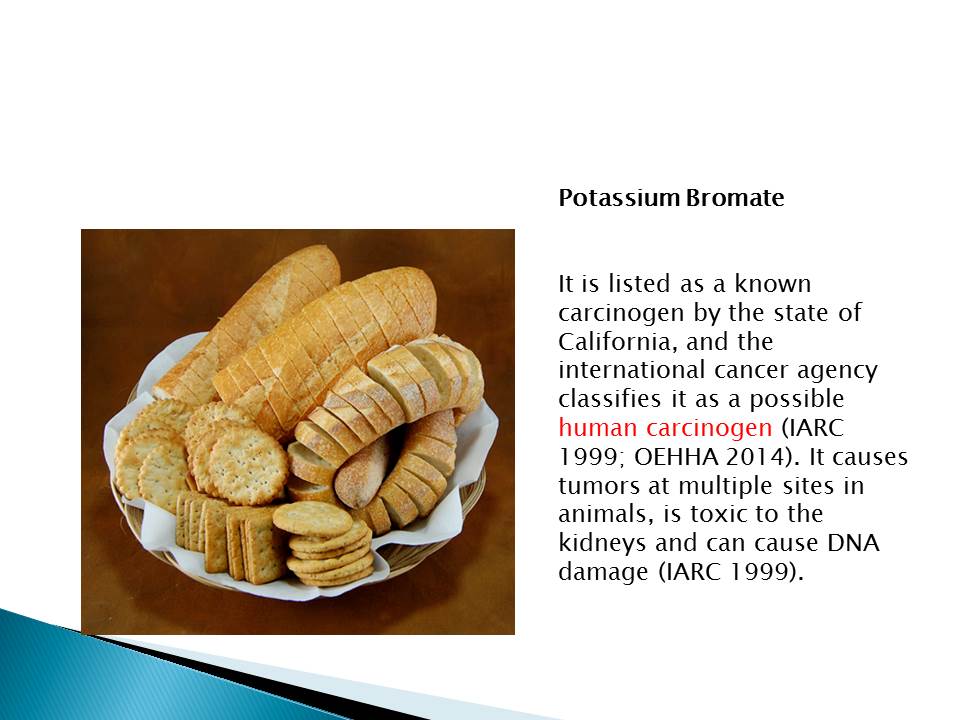 Potassium Bromate
It is listed as a known
carcinogen by the state of
California, and the
international cancer agency
classifies it as a possible
human carcinogen (IARC
1999; OEHHA 2014). It causes
tumors at multiple sites in
animals, is toxic to the
kidneys and can cause DNA
damage (IARC 1999).